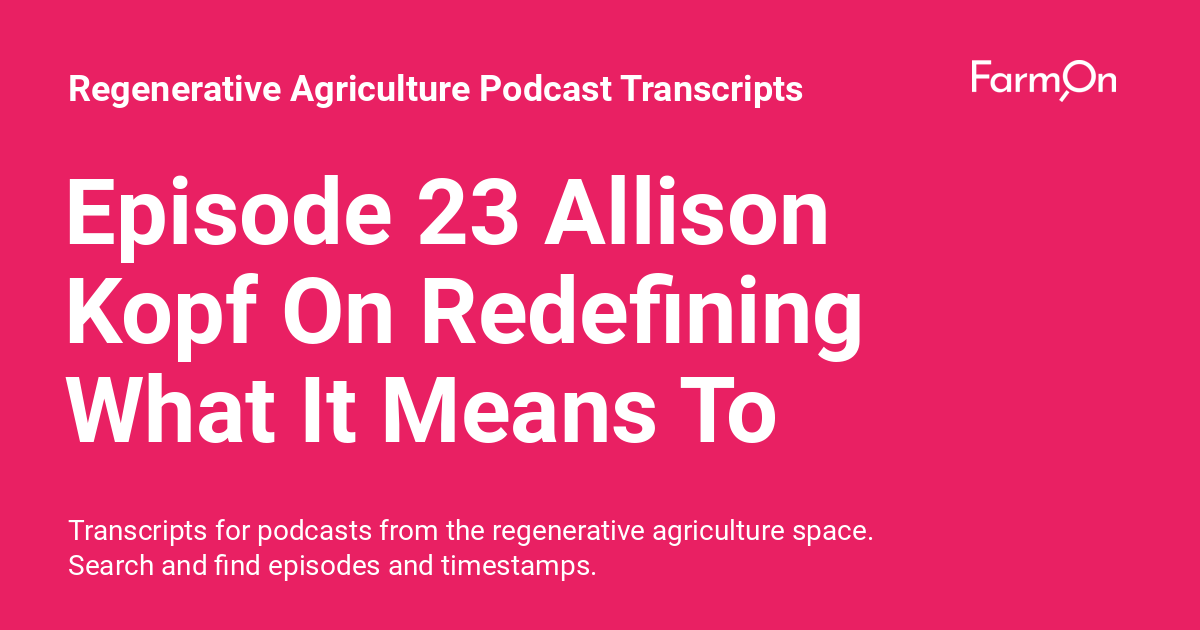 Regenerative Agriculture Podcast Transcripts
FarmOn
Episode 23 Allison
Kopf On Redefining
What It Means To
Transcripts for podcasts from the regenerative agriculture space.
Search and find episodes and timestamps.